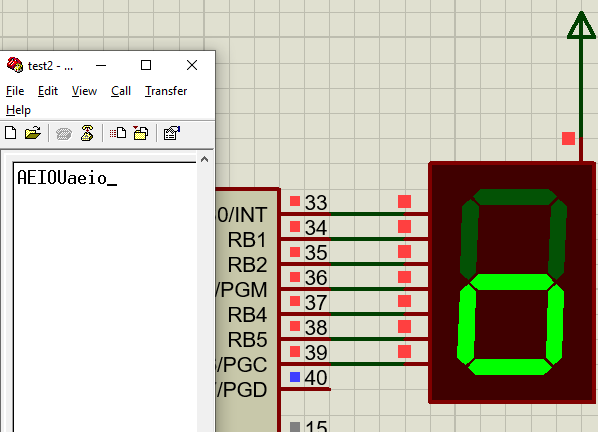 test2 - ...
File Edit View Call Transfer
Help
AEIOUaeio_
0/INT 33
RB1 34
RB2 35
/PGM 36
RB4 37
RB5 38
/PGC 39
/PGD 40
15